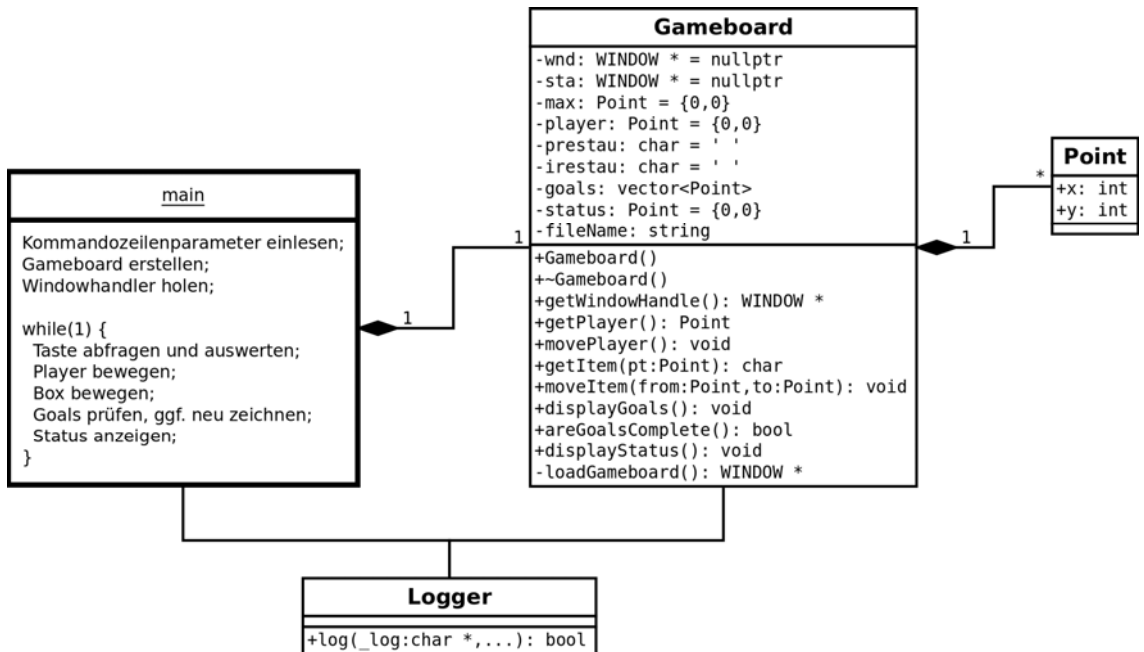 main
Kommandozeilenparameter einlesen;
Gameboard erstellen;
Windowhandler holen;
while(1) {
Taste abfragen und auswerten;
Player bewegen;
Box bewegen;
Goals prüfen, ggf. neu zeichnen;
Status anzeigen;
}
1
1
Gameboard
-wnd: WINDOW * = nullptr
-sta: WINDOW * = nullptr
-max: Point = {0,0}
-player: Point = {0,0}
-prestau: char = ' '
-irestau: char = ' '
-goals: vector<Point>
-status: Point = {0,0}
-fileName: string
+Gameboard()
+~Gameboard()
+getWindowHandle(): WINDOW *
+getPlayer(): Point
+movePlayer(): void
+getItem(pt:Point): char
+moveItem(from:Point,to:Point): void
+displayGoals(): void
+areGoalsComplete(): bool
+displayStatus(): void
-loadGameboard(): WINDOW *
1
*
Point
+x: int
+y: int
Logger
+log(_log:char *,...): bool